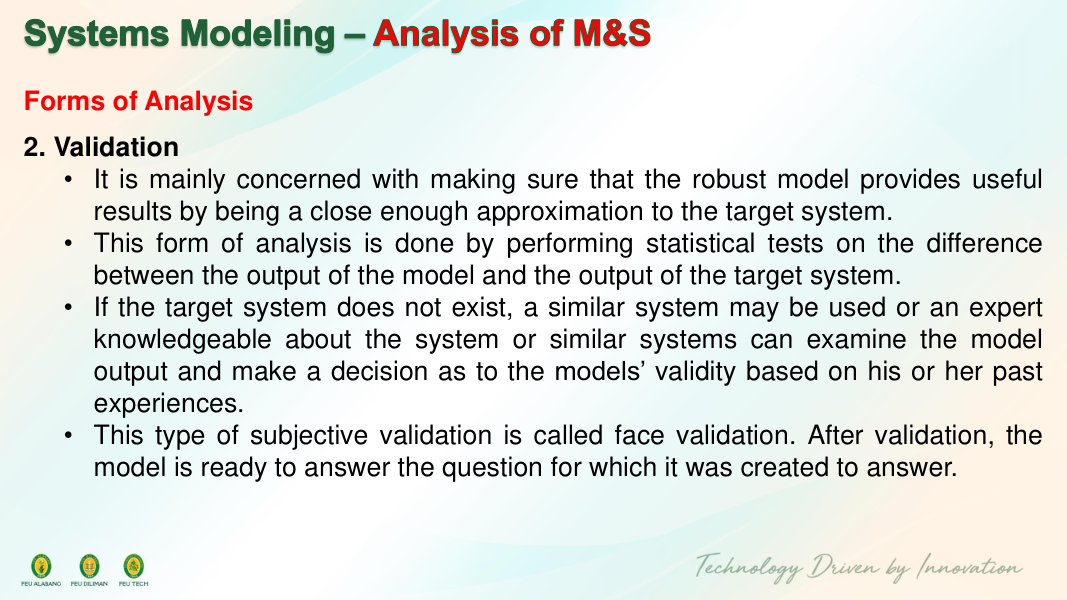 Systems Modeling – Analysis of M&S
Forms of Analysis
2. Validation
• It is mainly concerned with making sure that the robust model provides useful
results by being a close enough approximation to the target system.
• This form of analysis is done by performing statistical tests on the difference
between the output of the model and the output of the target system.
• If the target system does not exist, a similar system may be used or an expert
knowledgeable about the system or similar systems can examine the model
output and make a decision as to the models’ validity based on his or her past
experiences.
• This type of subjective validation is called face validation. After validation, the
model is ready to answer the question for which it was created to answer.
FEU ALABANG FEU DILIMAN FEU TECH
Technology Driven by Innovation